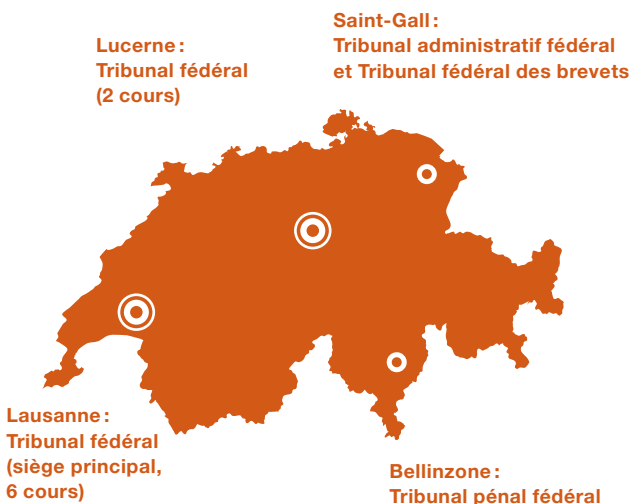 Saint-Gall :
Tribunal administratif fédéral
et Tribunal fédéral des brevets
Lucerne :
Tribunal fédéral
(2 cours)
Lausanne :
Tribunal fédéral
(siège principal,
6 cours)
Bellinzone :
Tribunal pénal fédéral